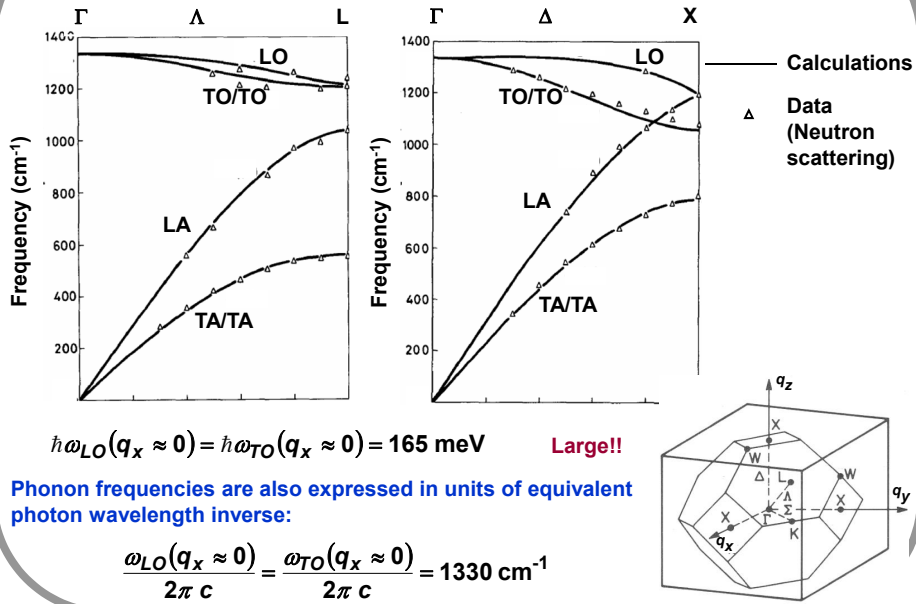 Γ Λ L
1400
1200
1000
800
600
400
200
Frequency (cm-1)
LO
TO/TO
LA
TA/TA
Γ Δ X
1400
1200
1000
800
600
400
200
Frequency (cm-1)
LO
TO/TO
LA
TA/TA
Calculations
Data
(Neutron
scattering)
ħω_LO(q_x ≈ 0) = ħω_TO(q_x ≈ 0) = 165 meV Large!!
Phonon frequencies are also expressed in units of equivalent
photon wavelength inverse:
ω_LO(q_x ≈ 0)/2π c = ω_TO(q_x ≈ 0)/2π c = 1330 cm-1
q_z
X
W
Δ L W
Λ
Σ X q_y
X Γ
K
q_x